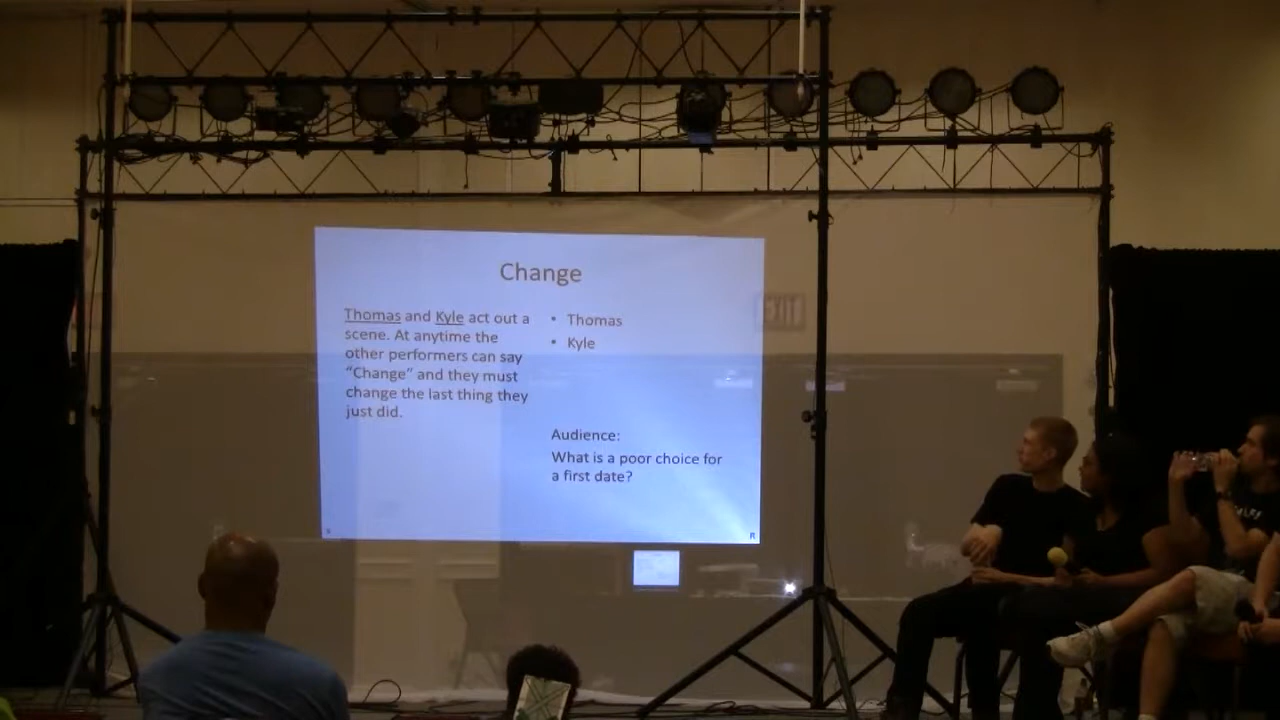 Change
Thomas and Kyle act out a
scene. At anytime the
other performers can say
“Change” and they must
change the last thing they
just did.
• Thomas
• Kyle
Audience:
What is a poor choice for
a first date?
EXIT
R